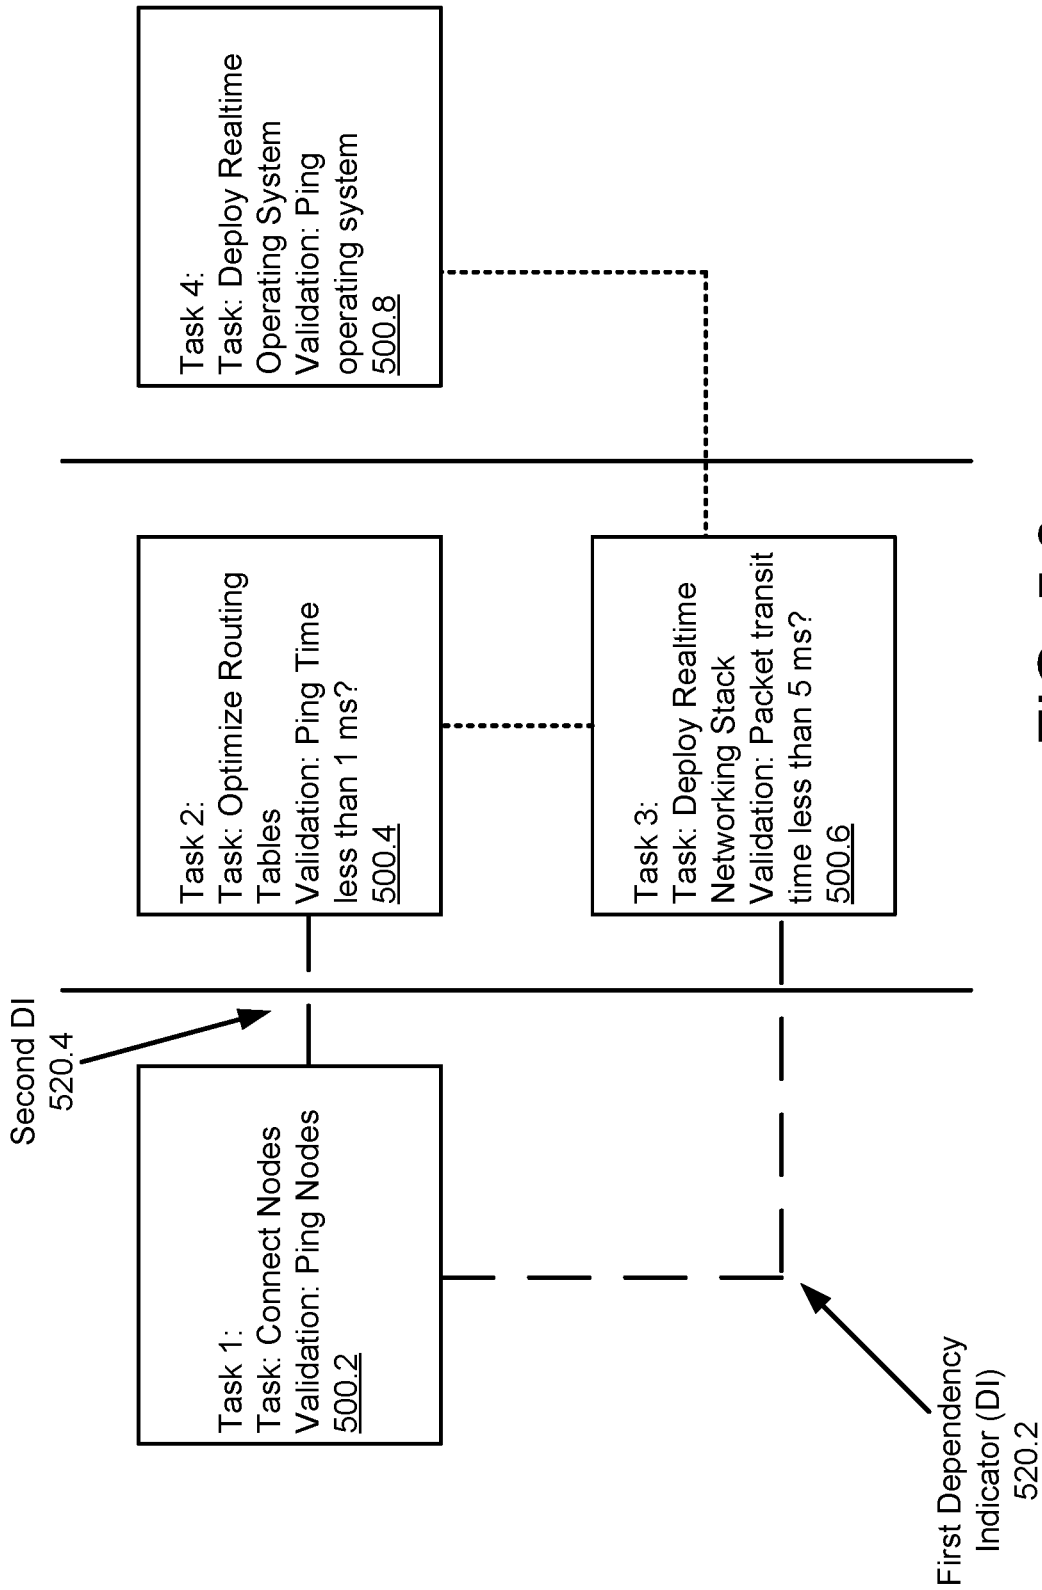 Second DI
520.4
Task 1:
Task: Connect Nodes
Validation: Ping Nodes
500.2
Task 2:
Task: Optimize Routing
Tables
Validation: Ping Time
less than 1 ms?
500.4
Task 4:
Task: Deploy Realtime
Operating System
Validation: Ping
operating system
500.8
Task 3:
Task: Deploy Realtime
Networking Stack
Validation: Packet transit
time less than 5 ms?
500.6
First Dependency
Indicator (DI)
520.2